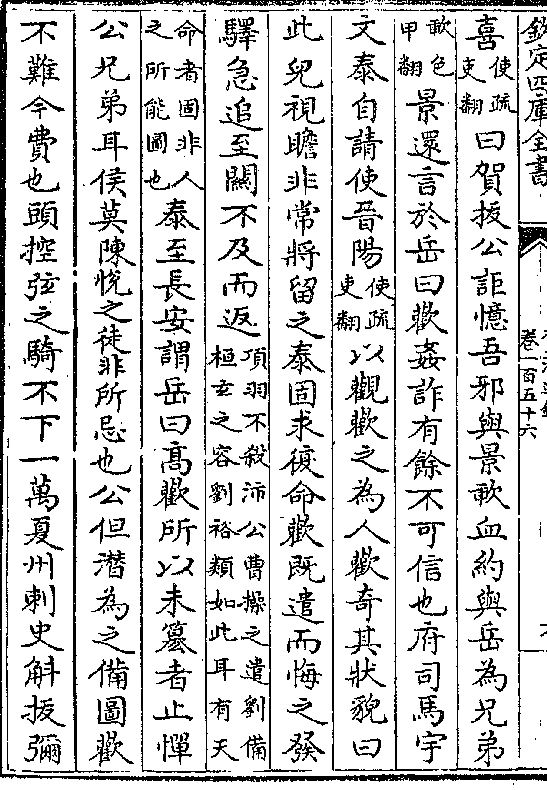 欽定四庫全書
卷一百五十六
喜使疏吏翻曰賀拔公詎憶吾邪與景歃血約與岳為兄弟
歃色甲翻景還言於岳曰歡姦詐有餘不可信也府司馬宇
文泰自請使晉陽使疏吏翻以觀歡之為人歡奇其狀貌曰
此兒視瞻非常將留之泰固求復命歡既遣而悔之發
驛急追至關不及而返項羽不殺沛公曹操之遣劉備桓玄之容劉裕類如此耳有天
命者固非人之所能圖也泰至長安謂岳曰高歡所以未篡者止憚
公兄弟耳侯莫陳悅之徒非所忌也公但潜為之備圖歡
不難今費也頭控弦之騎不下一萬夏州刺史斛拔彌